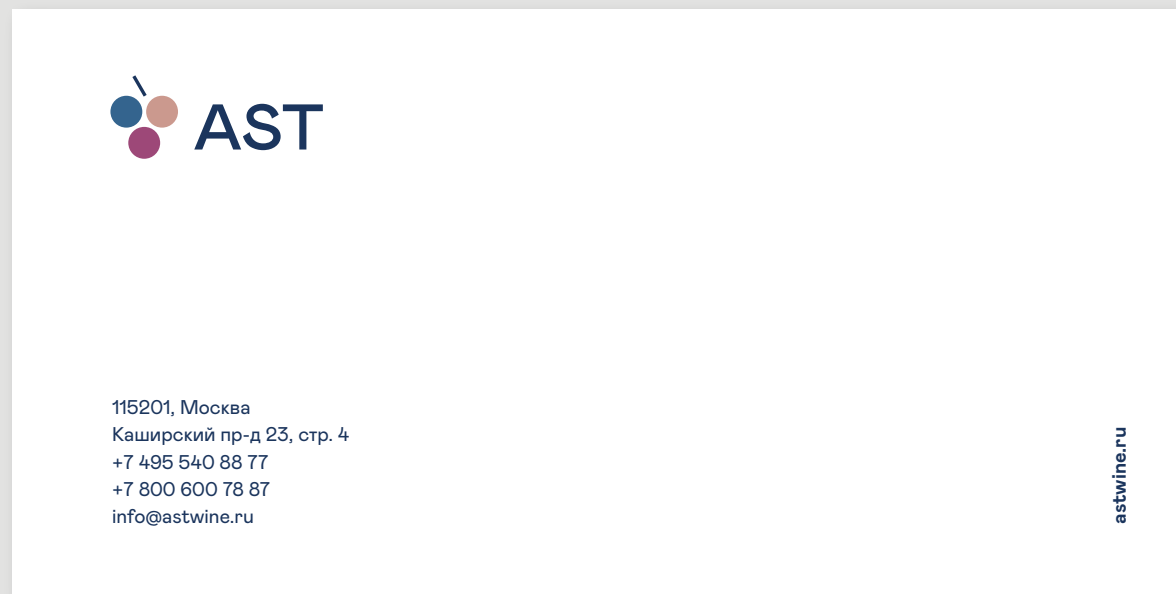 AST
115201, Москва
Каширский пр-д 23, стр. 4
+7 495 540 88 77
+7 800 600 78 87
info@astwine.ru
astwine.ru